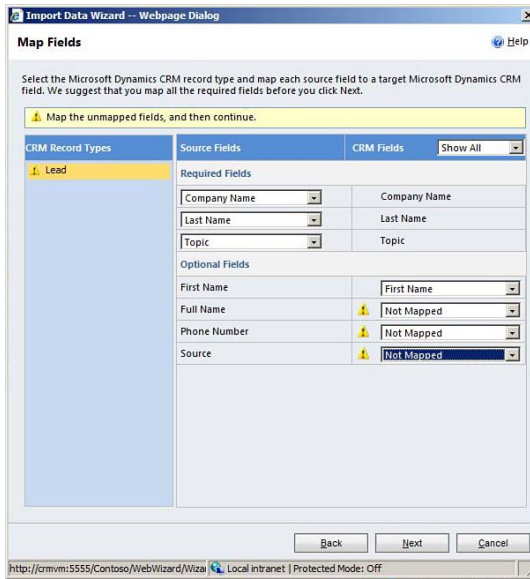 Import Data Wizard -- Webpage Dialog
Map Fields
Help
Select the Microsoft Dynamics CRM record type and map each source field to a target Microsoft Dynamics CRM
field. We suggest that you map all the required fields before you click Next.
Map the unmapped fields, and then continue.
CRM Record Types Source Fields CRM Fields Show All
Lead
Required Fields
Company Name Company Name
Last Name Last Name
Topic Topic
Optional Fields
First Name First Name
Full Name Not Mapped
Phone Number Not Mapped
Source Not Mapped
Back Next Cancel
http://crmvm:5555/Contoso/WebWizard/Wizar Local intranet | Protected Mode: Off